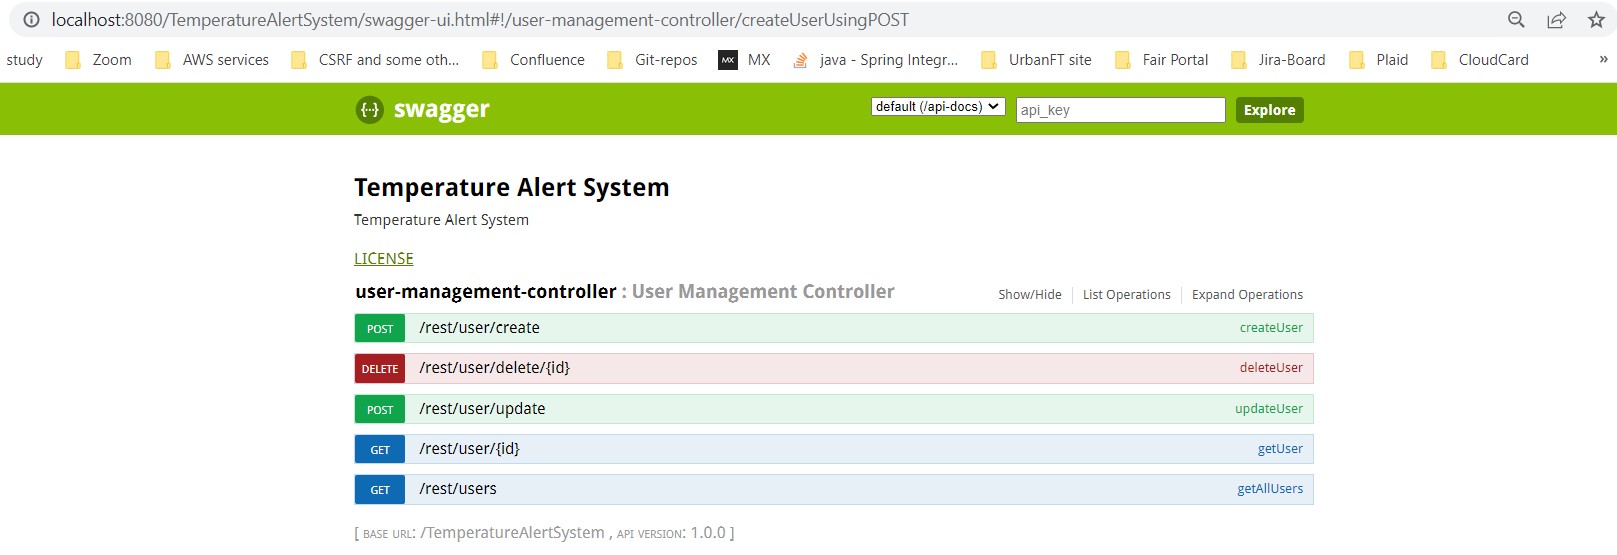 localhost:8080/TemperatureAlertSystem/swagger-ui.html#!/user-management-controller/createUserUsingPOST
study Zoom AWS services CSRF and some oth... Confluence Git-repos MX MX java - Spring Integr... UrbanFT site Fair Portal Jira-Board Plaid CloudCard »
{···} swagger default (/api-docs) api_key Explore
Temperature Alert System
Temperature Alert System
LICENSE
user-management-controller : User Management Controller Show/Hide List Operations Expand Operations
POST /rest/user/create createUser
DELETE /rest/user/delete/{id} deleteUser
POST /rest/user/update updateUser
GET /rest/user/{id} getUser
GET /rest/users getAllUsers
[ BASE URL: /TemperatureAlertSystem , API VERSION: 1.0.0 ]